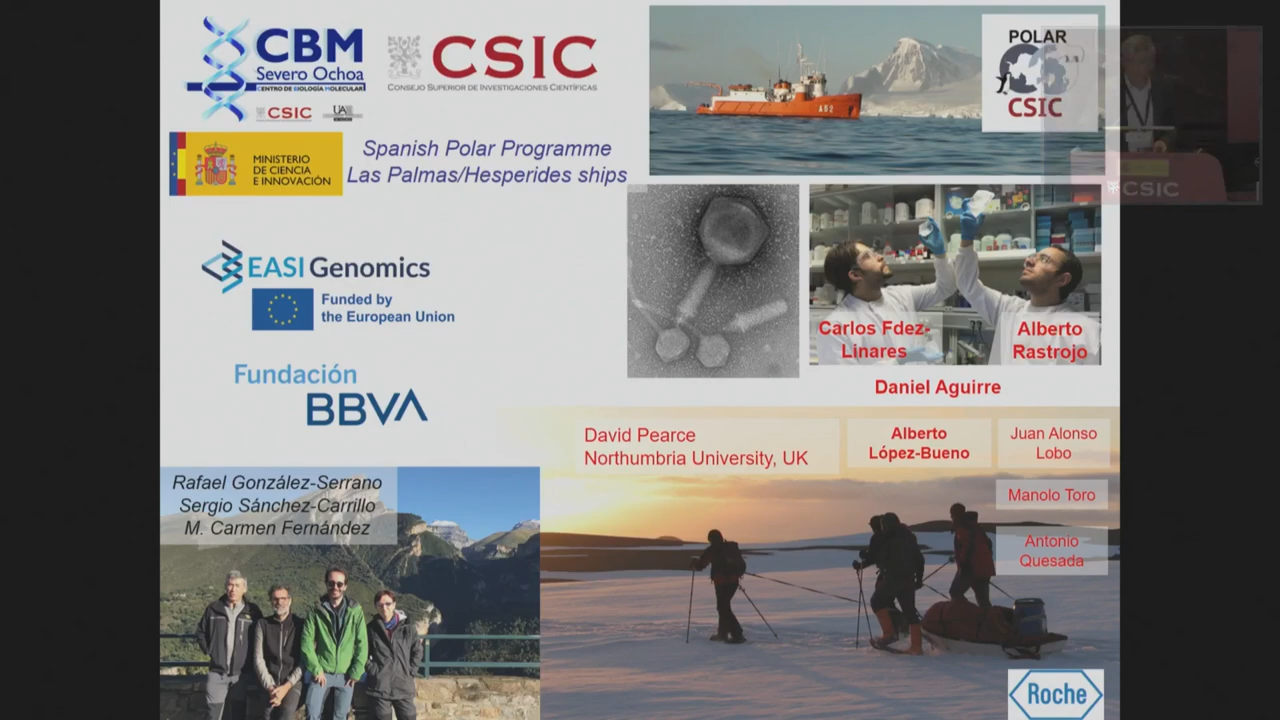 CBM
Severo Ochoa
CENTRO DE BIOLOGÍA MOLECULAR
CSIC
UAM
CSIC
CONSEJO SUPERIOR DE INVESTIGACIONES CIENTÍFICAS
MINISTERIO
DE CIENCIA
E INNOVACIÓN
Spanish Polar Programme
Las Palmas/Hesperides ships
A52
POLAR
CSIC
CSIC
EASI Genomics
Funded by
the European Union
Fundación
BBVA
Carlos Fdez-
Linares
Alberto
Rastrojo
Daniel Aguirre
David Pearce
Northumbria University, UK
Alberto
López-Bueno
Juan Alonso
Lobo
Manolo Toro
Antonio
Quesada
Rafael González-Serrano
Sergio Sánchez-Carrillo
M. Carmen Fernández
Roche